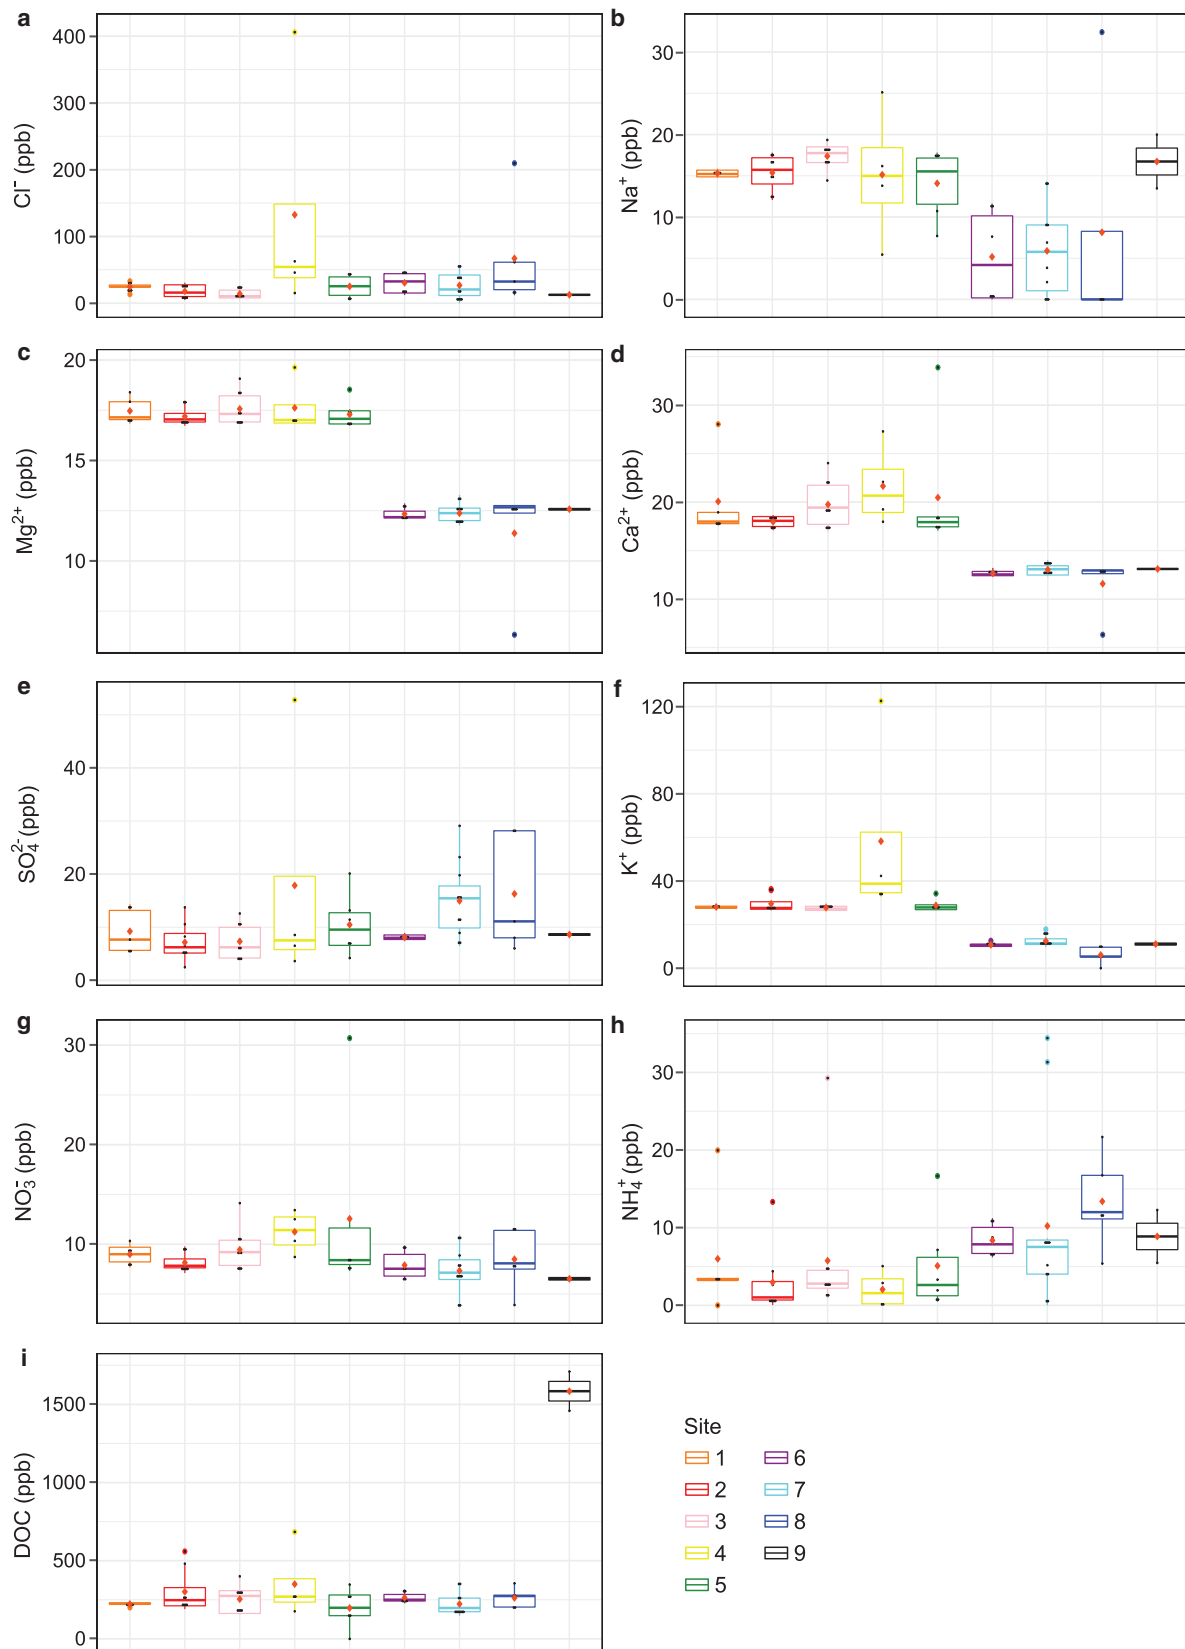 a
Cl⁻ (ppb)
400
300
200
100
0
b
Na⁺ (ppb)
30
20
10
0
c
Mg²⁺ (ppb)
20
15
10
d
Ca²⁺ (ppb)
30
20
10
e
SO₄²⁻(ppb)
40
20
0
f
K⁺ (ppb)
120
80
40
0
g
NO₃⁻ (ppb)
30
20
10
h
NH₄⁺ (ppb)
30
20
10
0
i
DOC (ppb)
1500
1000
500
0
Site
1
2
3
4
5
6
7
8
9